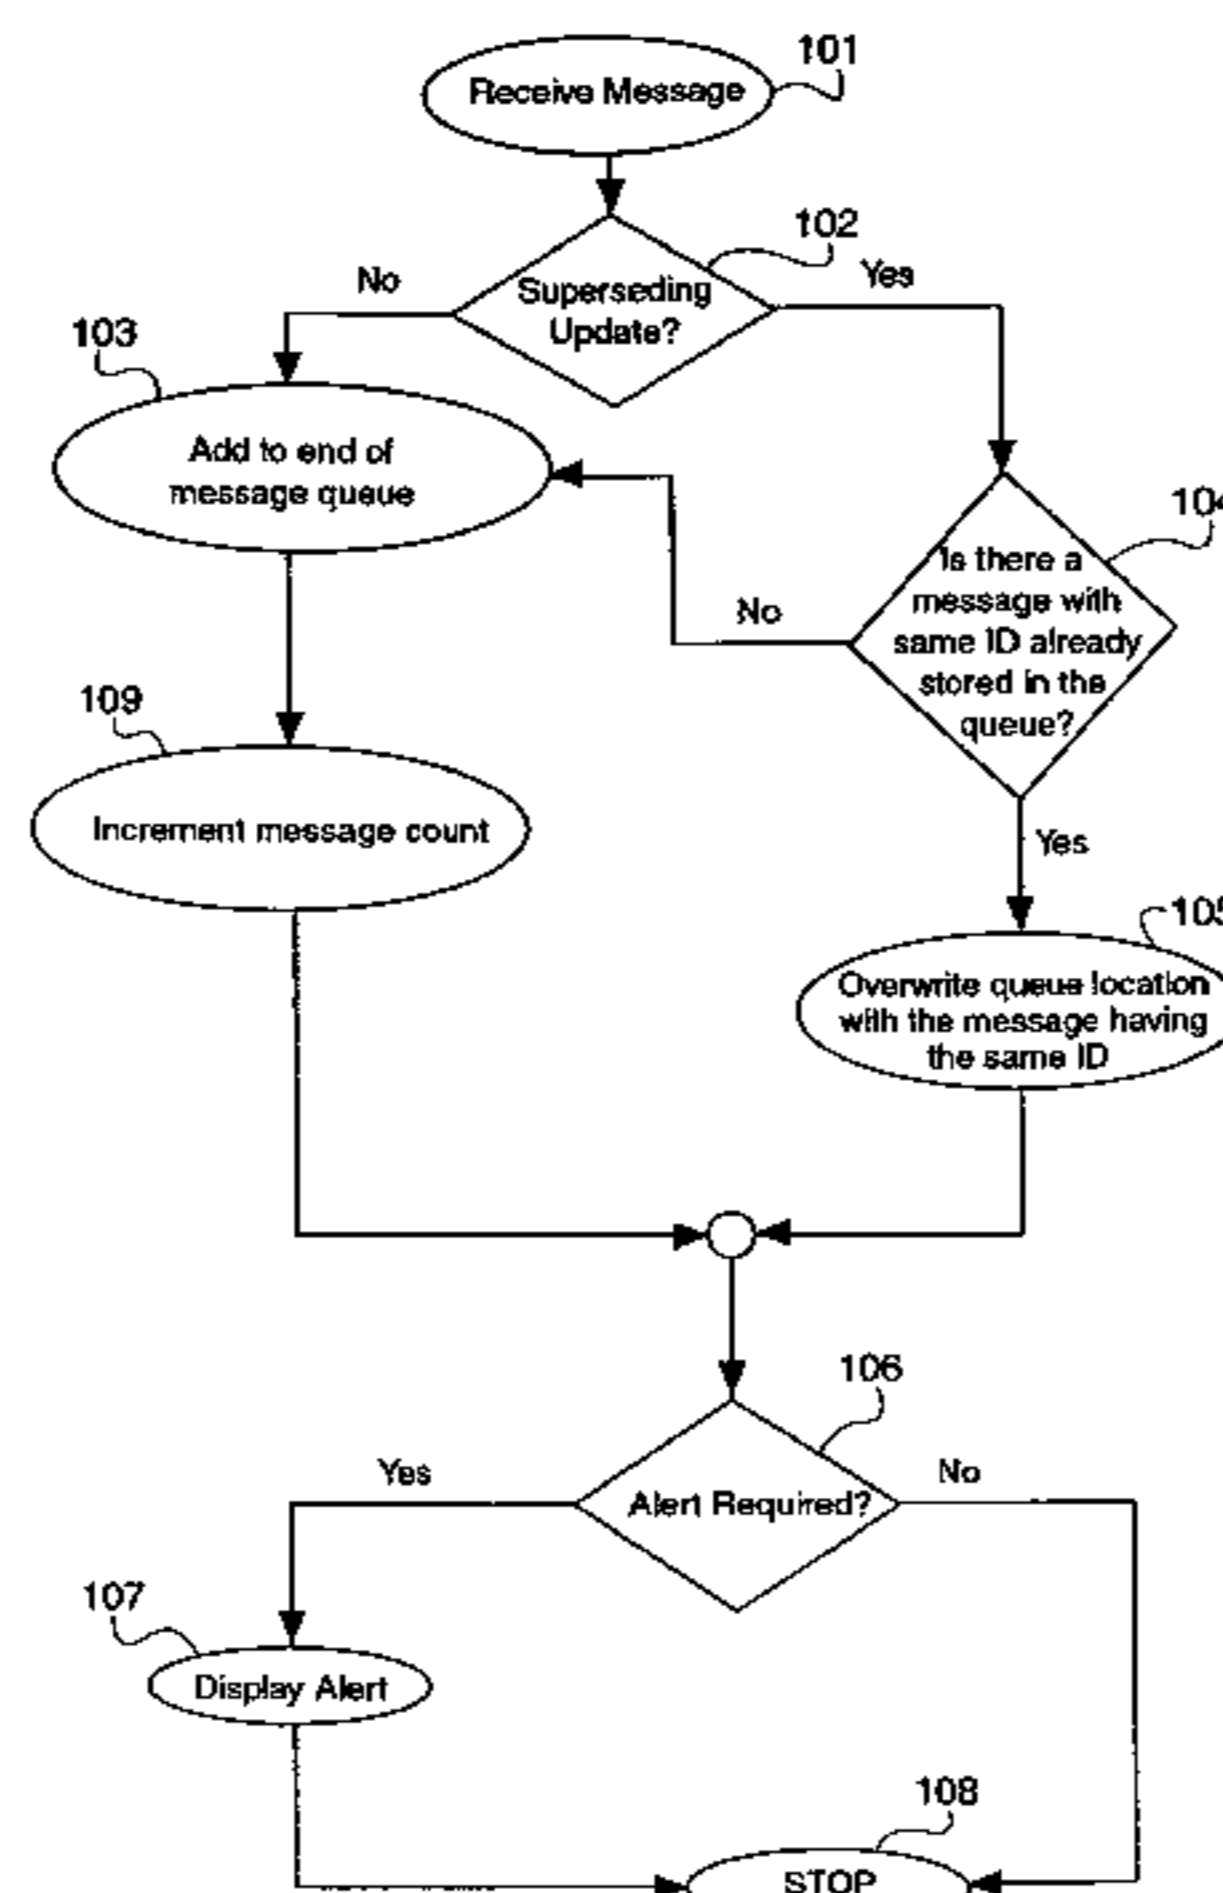 101
Receive Message
102
No
Yes
Superseding
Update?
103
Add to end of
message queue
104
Is there a
message with
same ID already
stored in the
queue?
No
109
Increment message count
Yes
105
Overwrite queue location
with the message having
the same ID
106
Yes
No
Alert Required?
107
Display Alert
108
STOP